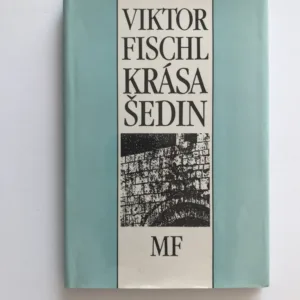 VIKTOR
FISCHL
KRÁSA
ŠEDIN
MF